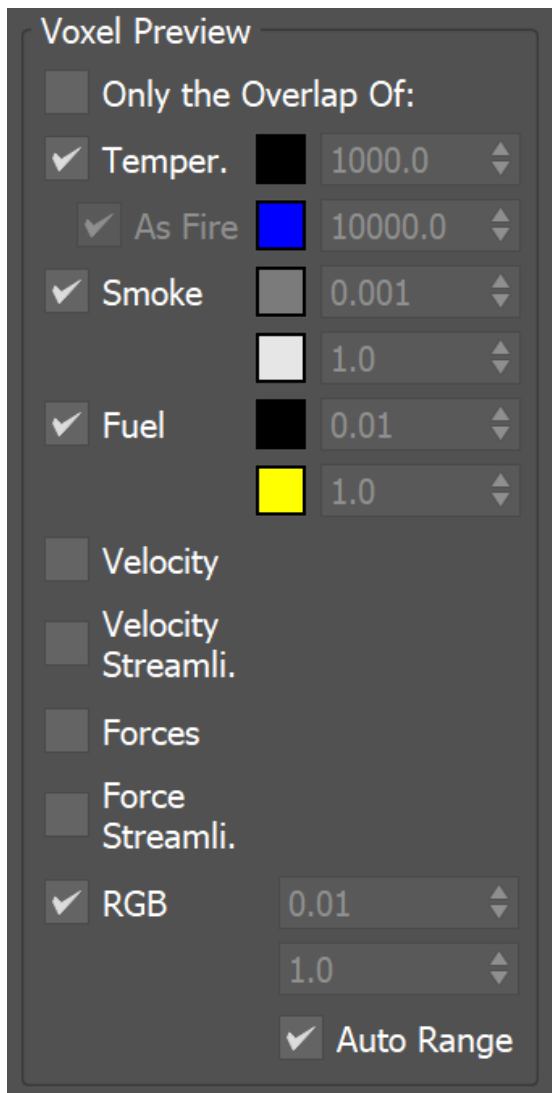 Voxel Preview
Only the Overlap Of:
Temper. 1000.0
As Fire 10000.0
Smoke 0.001
1.0
Fuel 0.01
1.0
Velocity
Velocity
Streamli.
Forces
Force
Streamli.
RGB 0.01
1.0
Auto Range